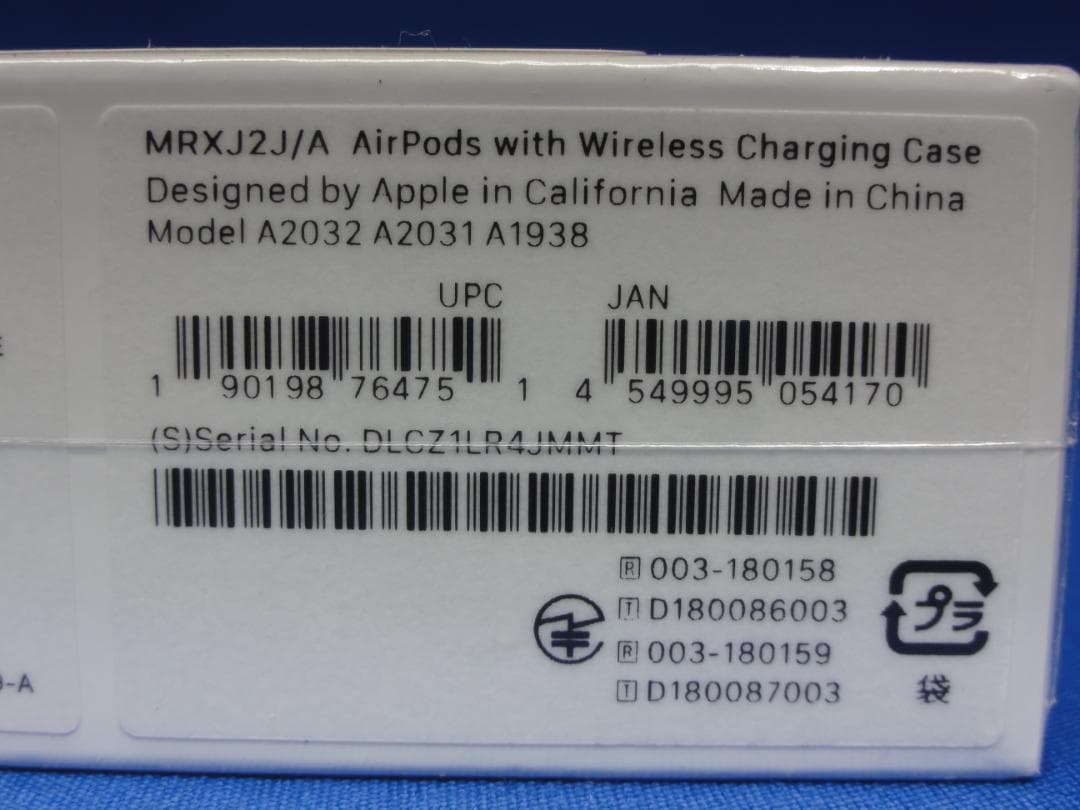 MRXJ2J/A AirPods with Wireless Charging Case
Designed by Apple in California Made in China
Model A2032 A2031 A1938
UPC JAN
1 90198 76475 1 4 549995 054170
(S)Serial No. DLCZ1LR4JMMT
R 003-180158
T D180086003
R 003-180159
T D180087003
プラ
袋
-A